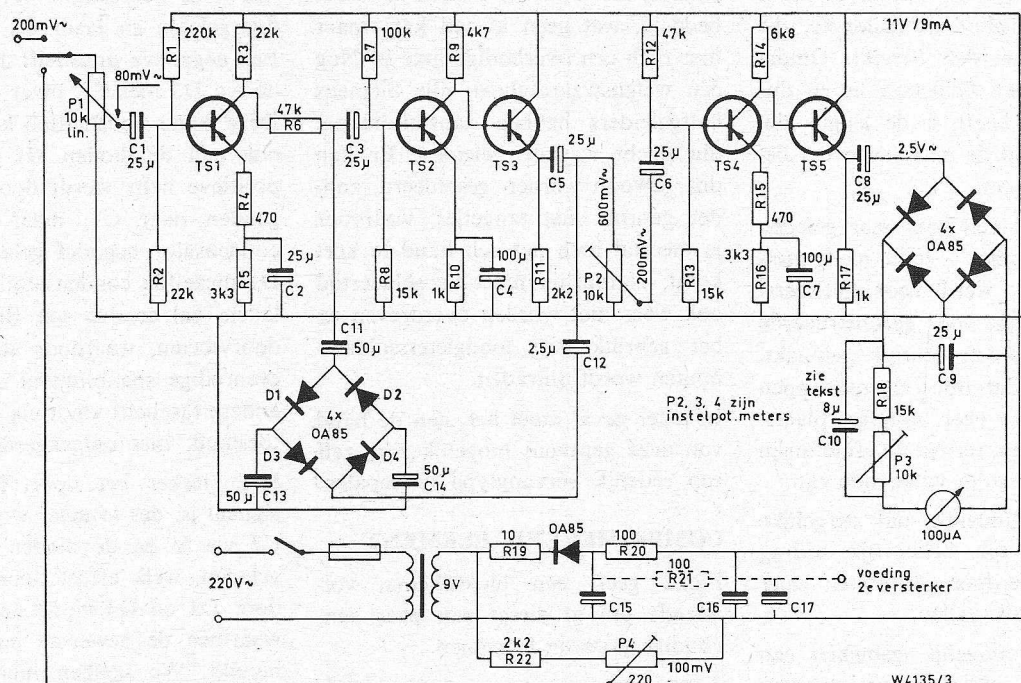 200mV~
R1
220k
R3
22k
R7
100k
R9
4k7
R12
47k
R14
6k8
11V/9mA
80mV~
P1
10k
lin.
C1
25µ
TS1
47k
R6
C3
25µ
TS2
TS3
25µ
C5
600mV~
25µ
C6
TS4
TS5
C8
25µ
2,5V~
4x
OA85
R4
470
R2
22k
R5
3k3
25µ
C2
R8
15k
R10
1k
100µ
C4
R11
2k2
P2
10k
200mV~
R13
15k
R15
470
R16
3k3
100µ
C7
R17
1k
C11
50µ
2,5µ
C12
D1
D2
4x
OA85
D3
D4
50µ
C13
50µ
C14
P2, 3, 4 zijn
instelpot.meters
25µ
C9
zie
tekst
8µ
C10
R18
15k
P3
10k
100µA
220V~
9V
10
R19
OA85
100
R20
100
R21
voeding
2e versterker
C15
C16
C17
2k2
R22
P4
220
100mV
W4135/3